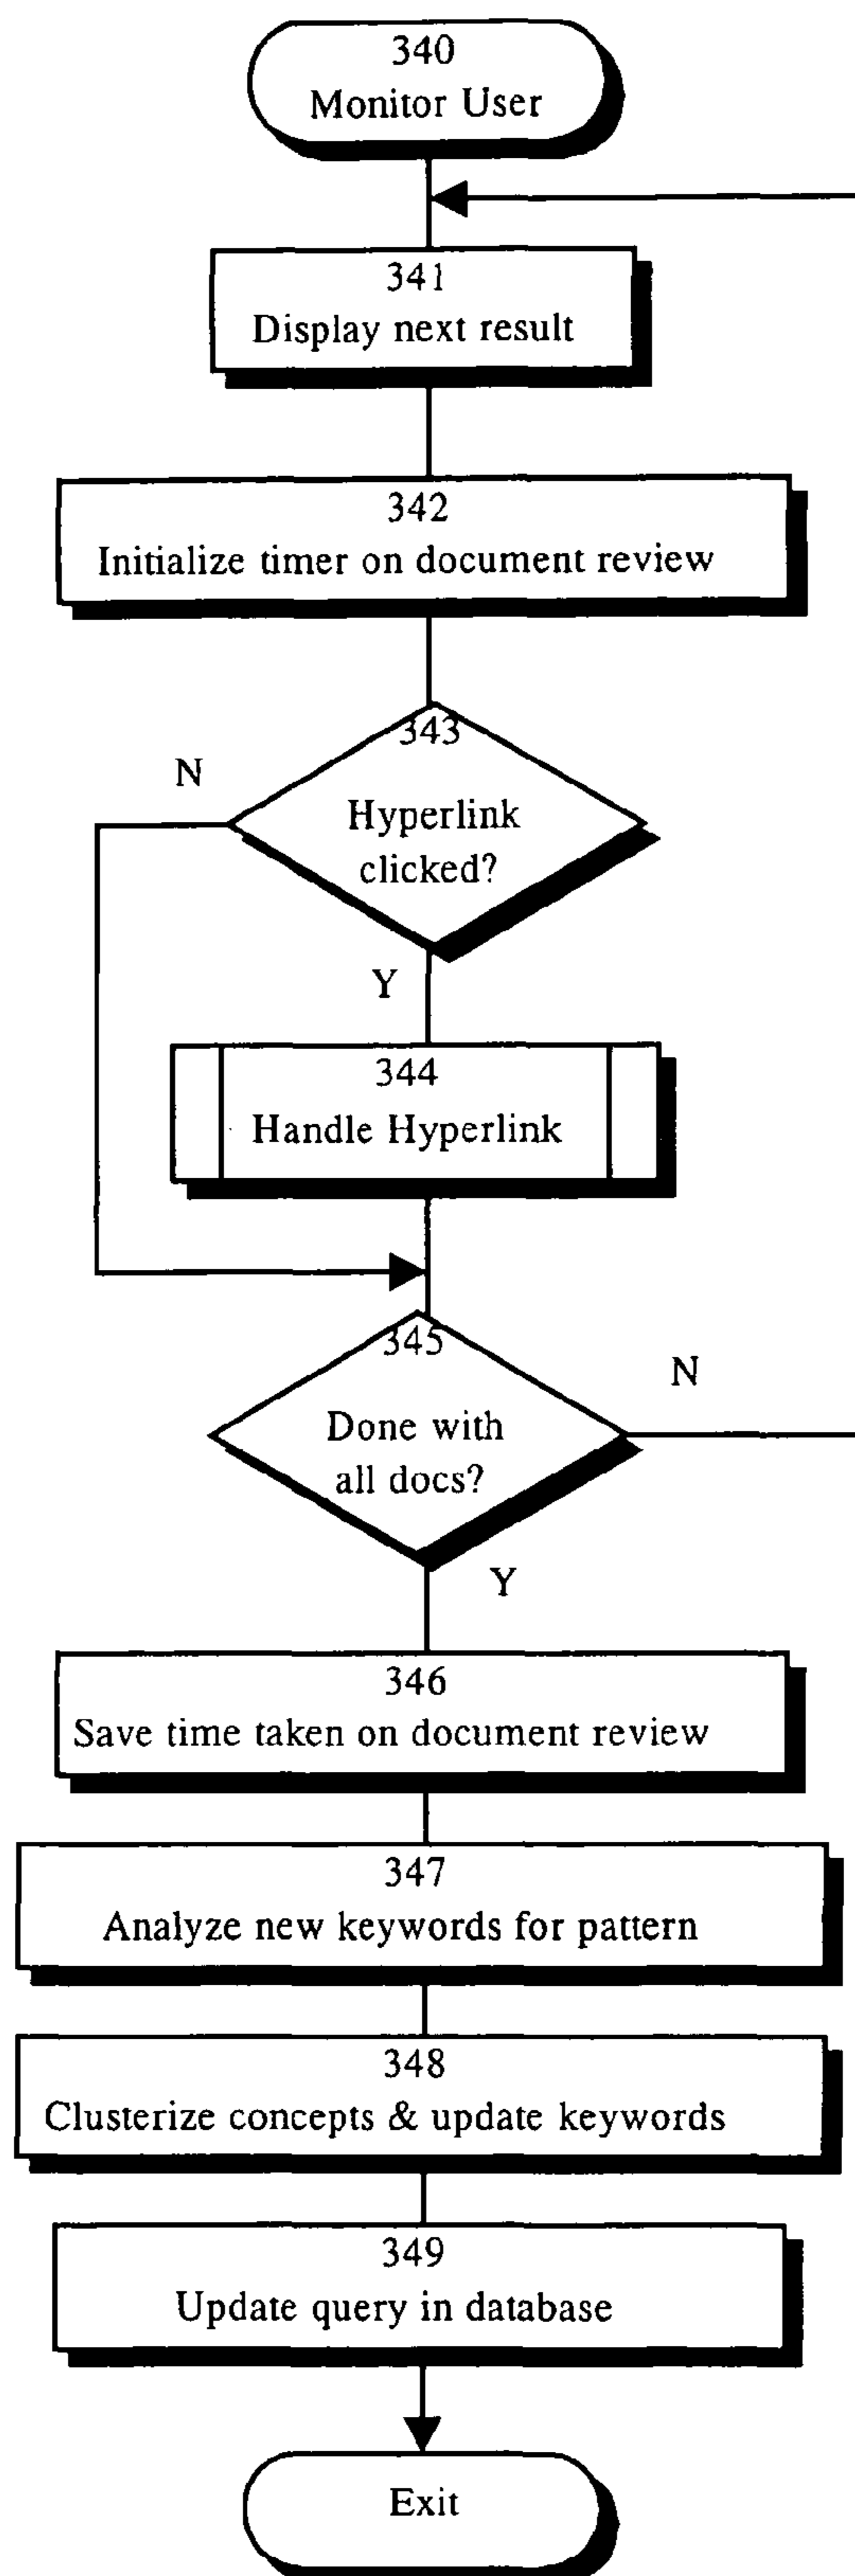 340
Monitor User
341
Display next result
342
Initialize timer on document review
343
N
Hyperlink
clicked?
Y
344
Handle Hyperlink
345
N
Done with
all docs?
Y
346
Save time taken on document review
347
Analyze new keywords for pattern
348
Clusterize concepts & update keywords
349
Update query in database
Exit